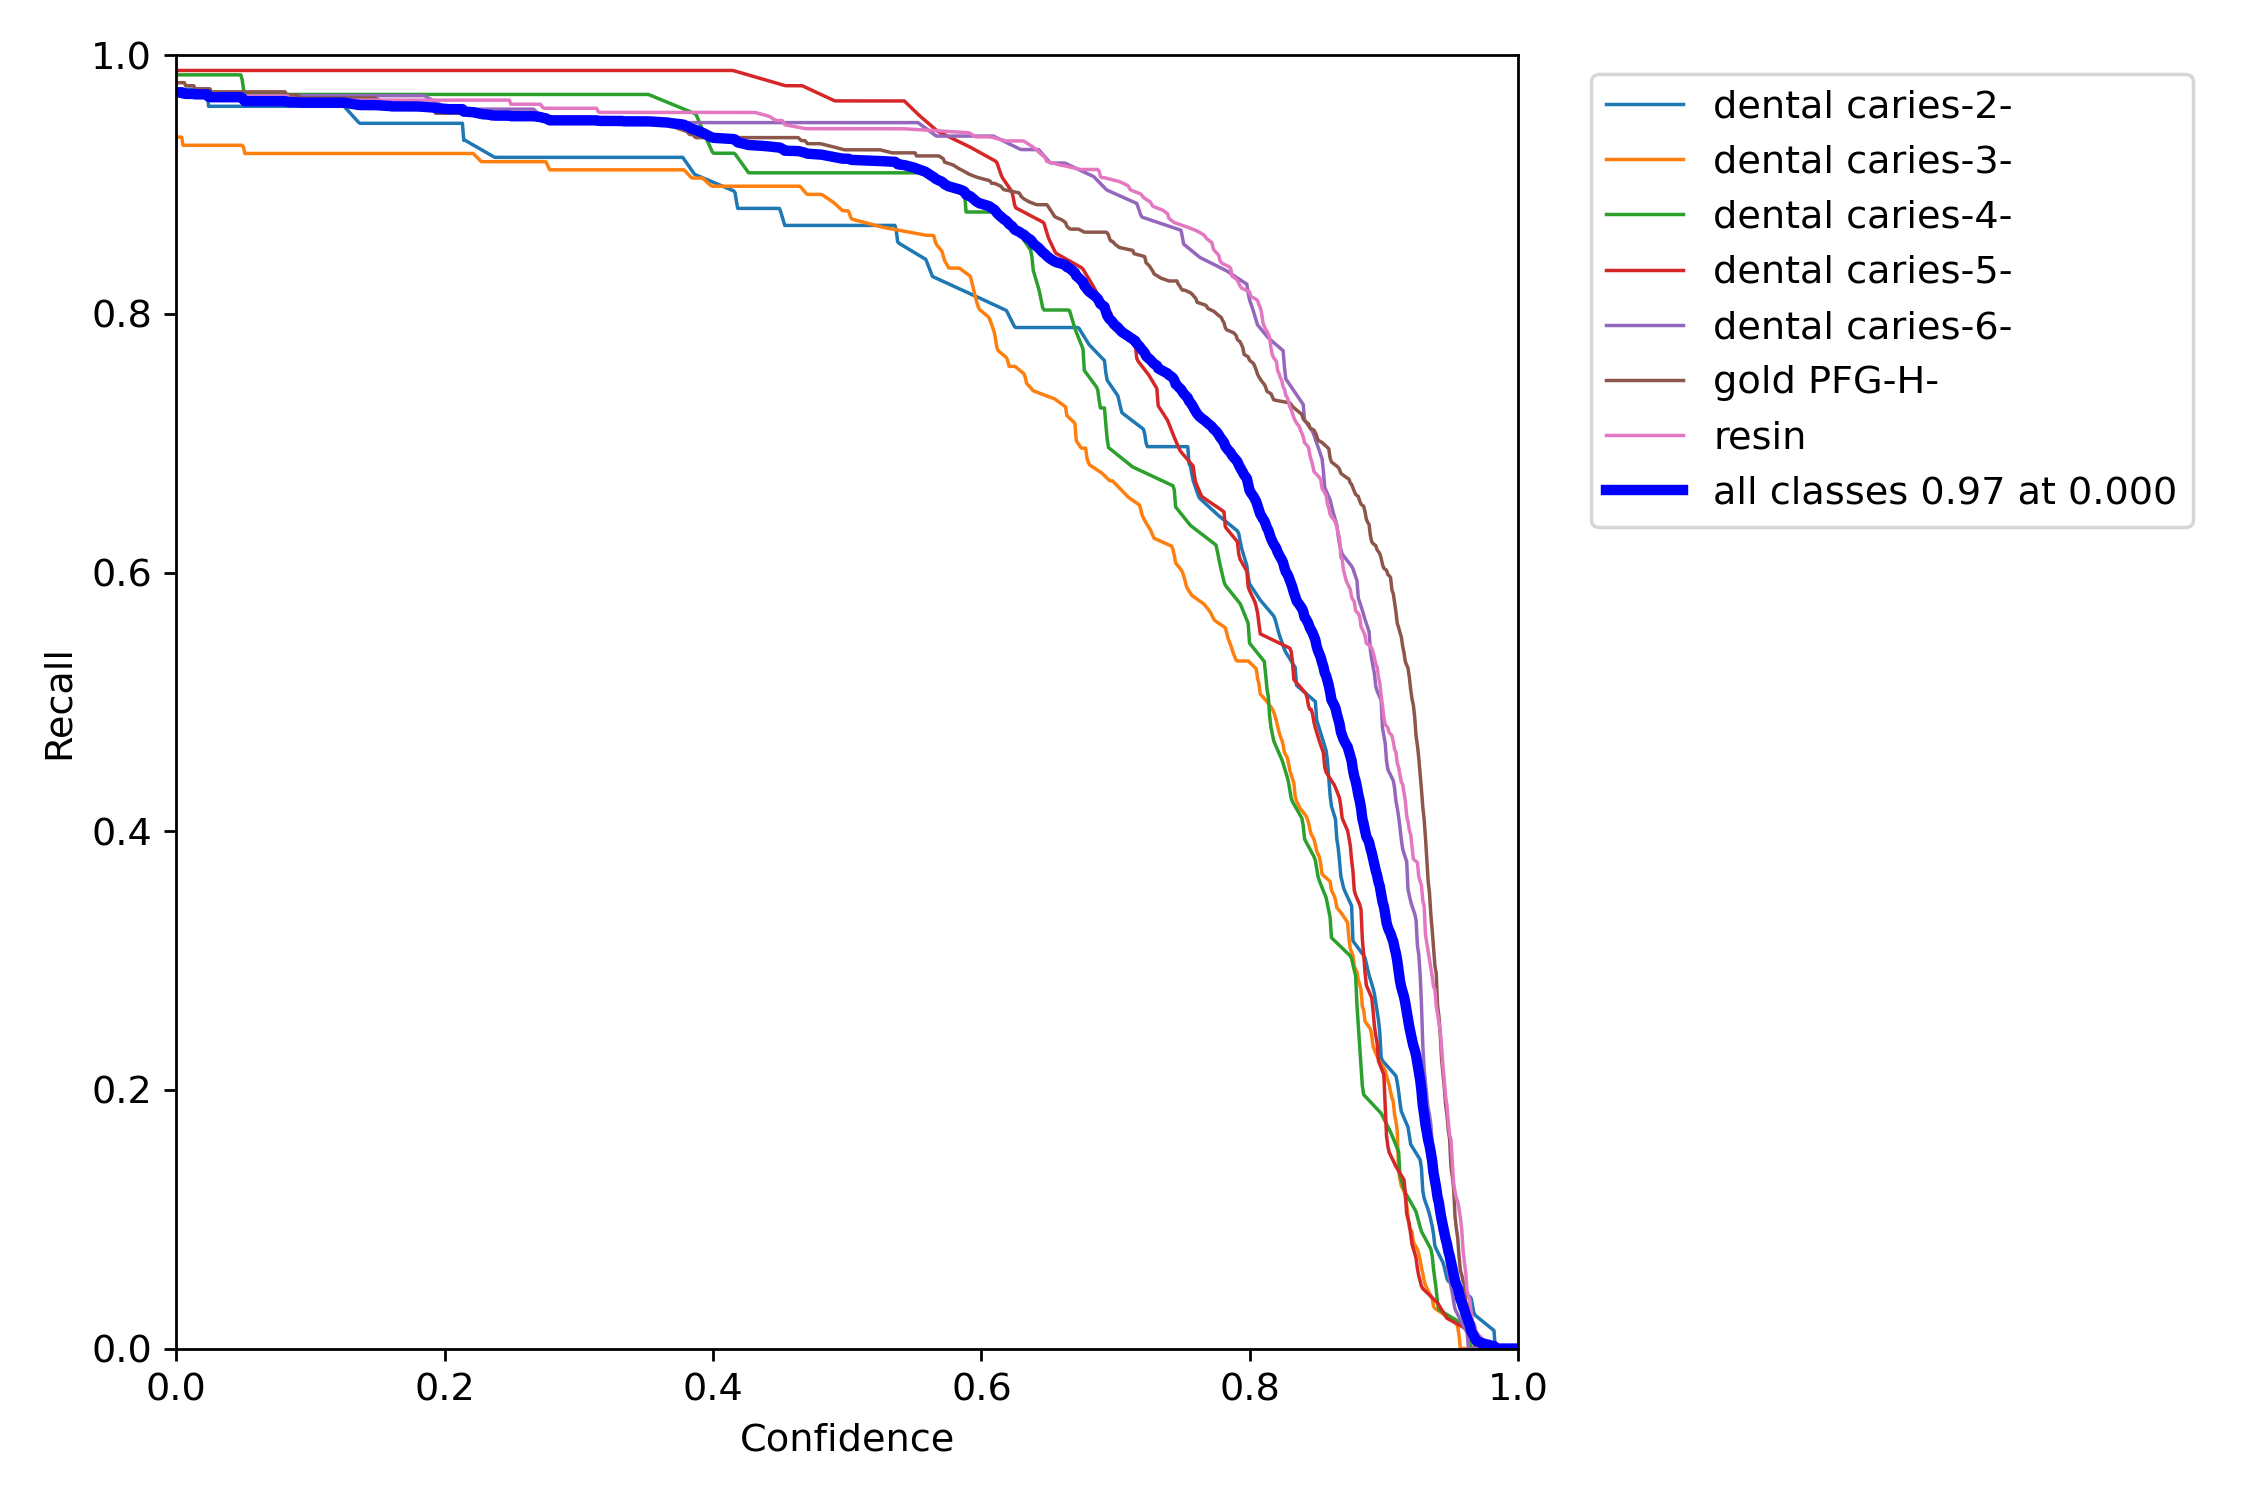 1.0
0.8
0.6
0.4
0.2
0.0
Recall
0.0 0.2 0.4 0.6 0.8 1.0
Confidence
dental caries-2-
dental caries-3-
dental caries-4-
dental caries-5-
dental caries-6-
gold PFG-H-
resin
all classes 0.97 at 0.000